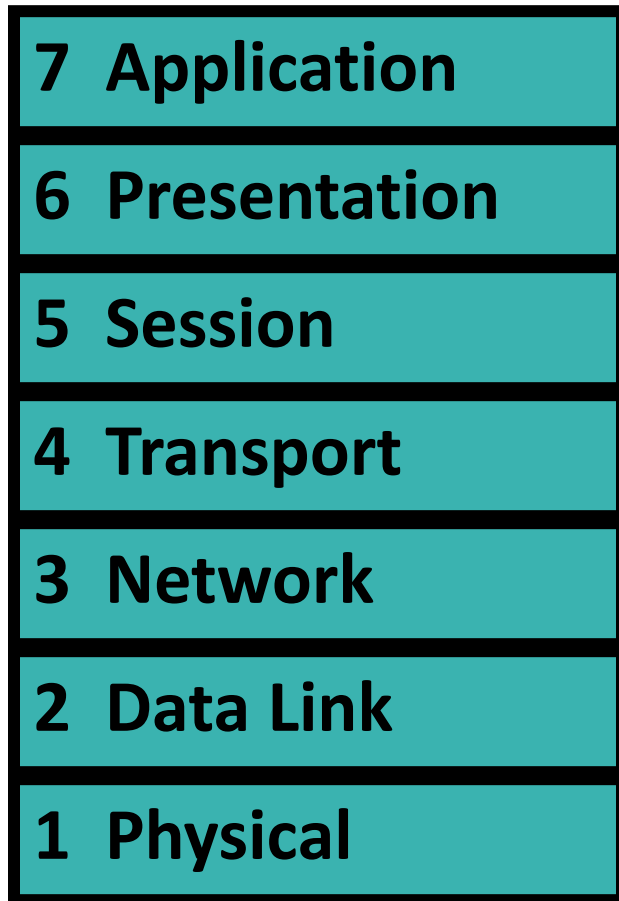 7 Application
6 Presentation
5 Session
4 Transport
3 Network
2 Data Link
1 Physical